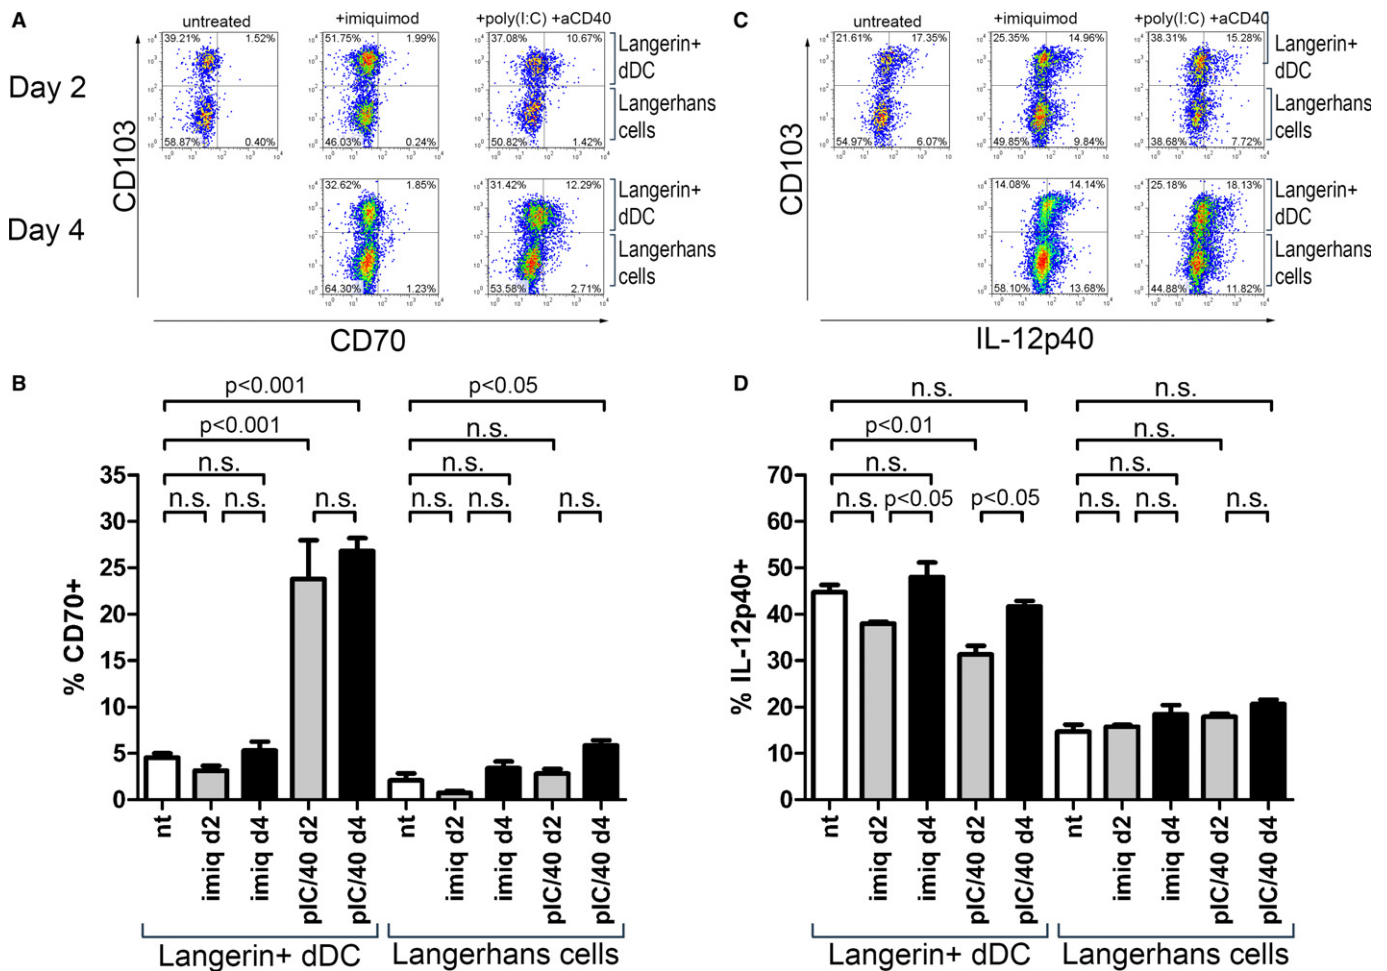 A
untreated
+imiquimod
+poly(I:C) +aCD40
Day 2
39.21% 1.52%
58.87% 0.40%
51.75% 1.99%
46.03% 0.24%
37.08% 10.67%
50.82% 1.42%
Langerin+
dDC
Langerhans
cells
CD103
Day 4
32.62% 1.85%
64.30% 1.23%
31.42% 12.29%
53.58% 2.71%
Langerin+
dDC
Langerhans
cells
CD70
C
untreated
+imiquimod
+poly(I:C) +aCD40
21.61% 17.35%
54.97% 6.07%
25.35% 14.96%
49.85% 9.84%
38.31% 15.28%
38.68% 7.72%
Langerin+
dDC
Langerhans
cells
CD103
14.08% 14.14%
58.10% 13.68%
25.18% 18.13%
44.88% 11.82%
Langerin+
dDC
Langerhans
cells
IL-12p40
B
p<0.001 p<0.05
p<0.001 n.s.
n.s. n.s.
n.s. n.s. n.s. n.s. n.s. n.s.
% CD70+
35
30
25
20
15
10
5
0
nt
imiq d2
imiq d4
pIC/40 d2
pIC/40 d4
nt
imiq d2
imiq d4
pIC/40 d2
pIC/40 d4
Langerin+ dDC
Langerhans cells
D
n.s. n.s.
p<0.01 n.s.
n.s. n.s.
n.s. p<0.05 p<0.05 n.s. n.s. n.s.
% IL-12p40+
70
60
50
40
30
20
10
0
nt
imiq d2
imiq d4
pIC/40 d2
pIC/40 d4
nt
imiq d2
imiq d4
pIC/40 d2
pIC/40 d4
Langerin+ dDC
Langerhans cells